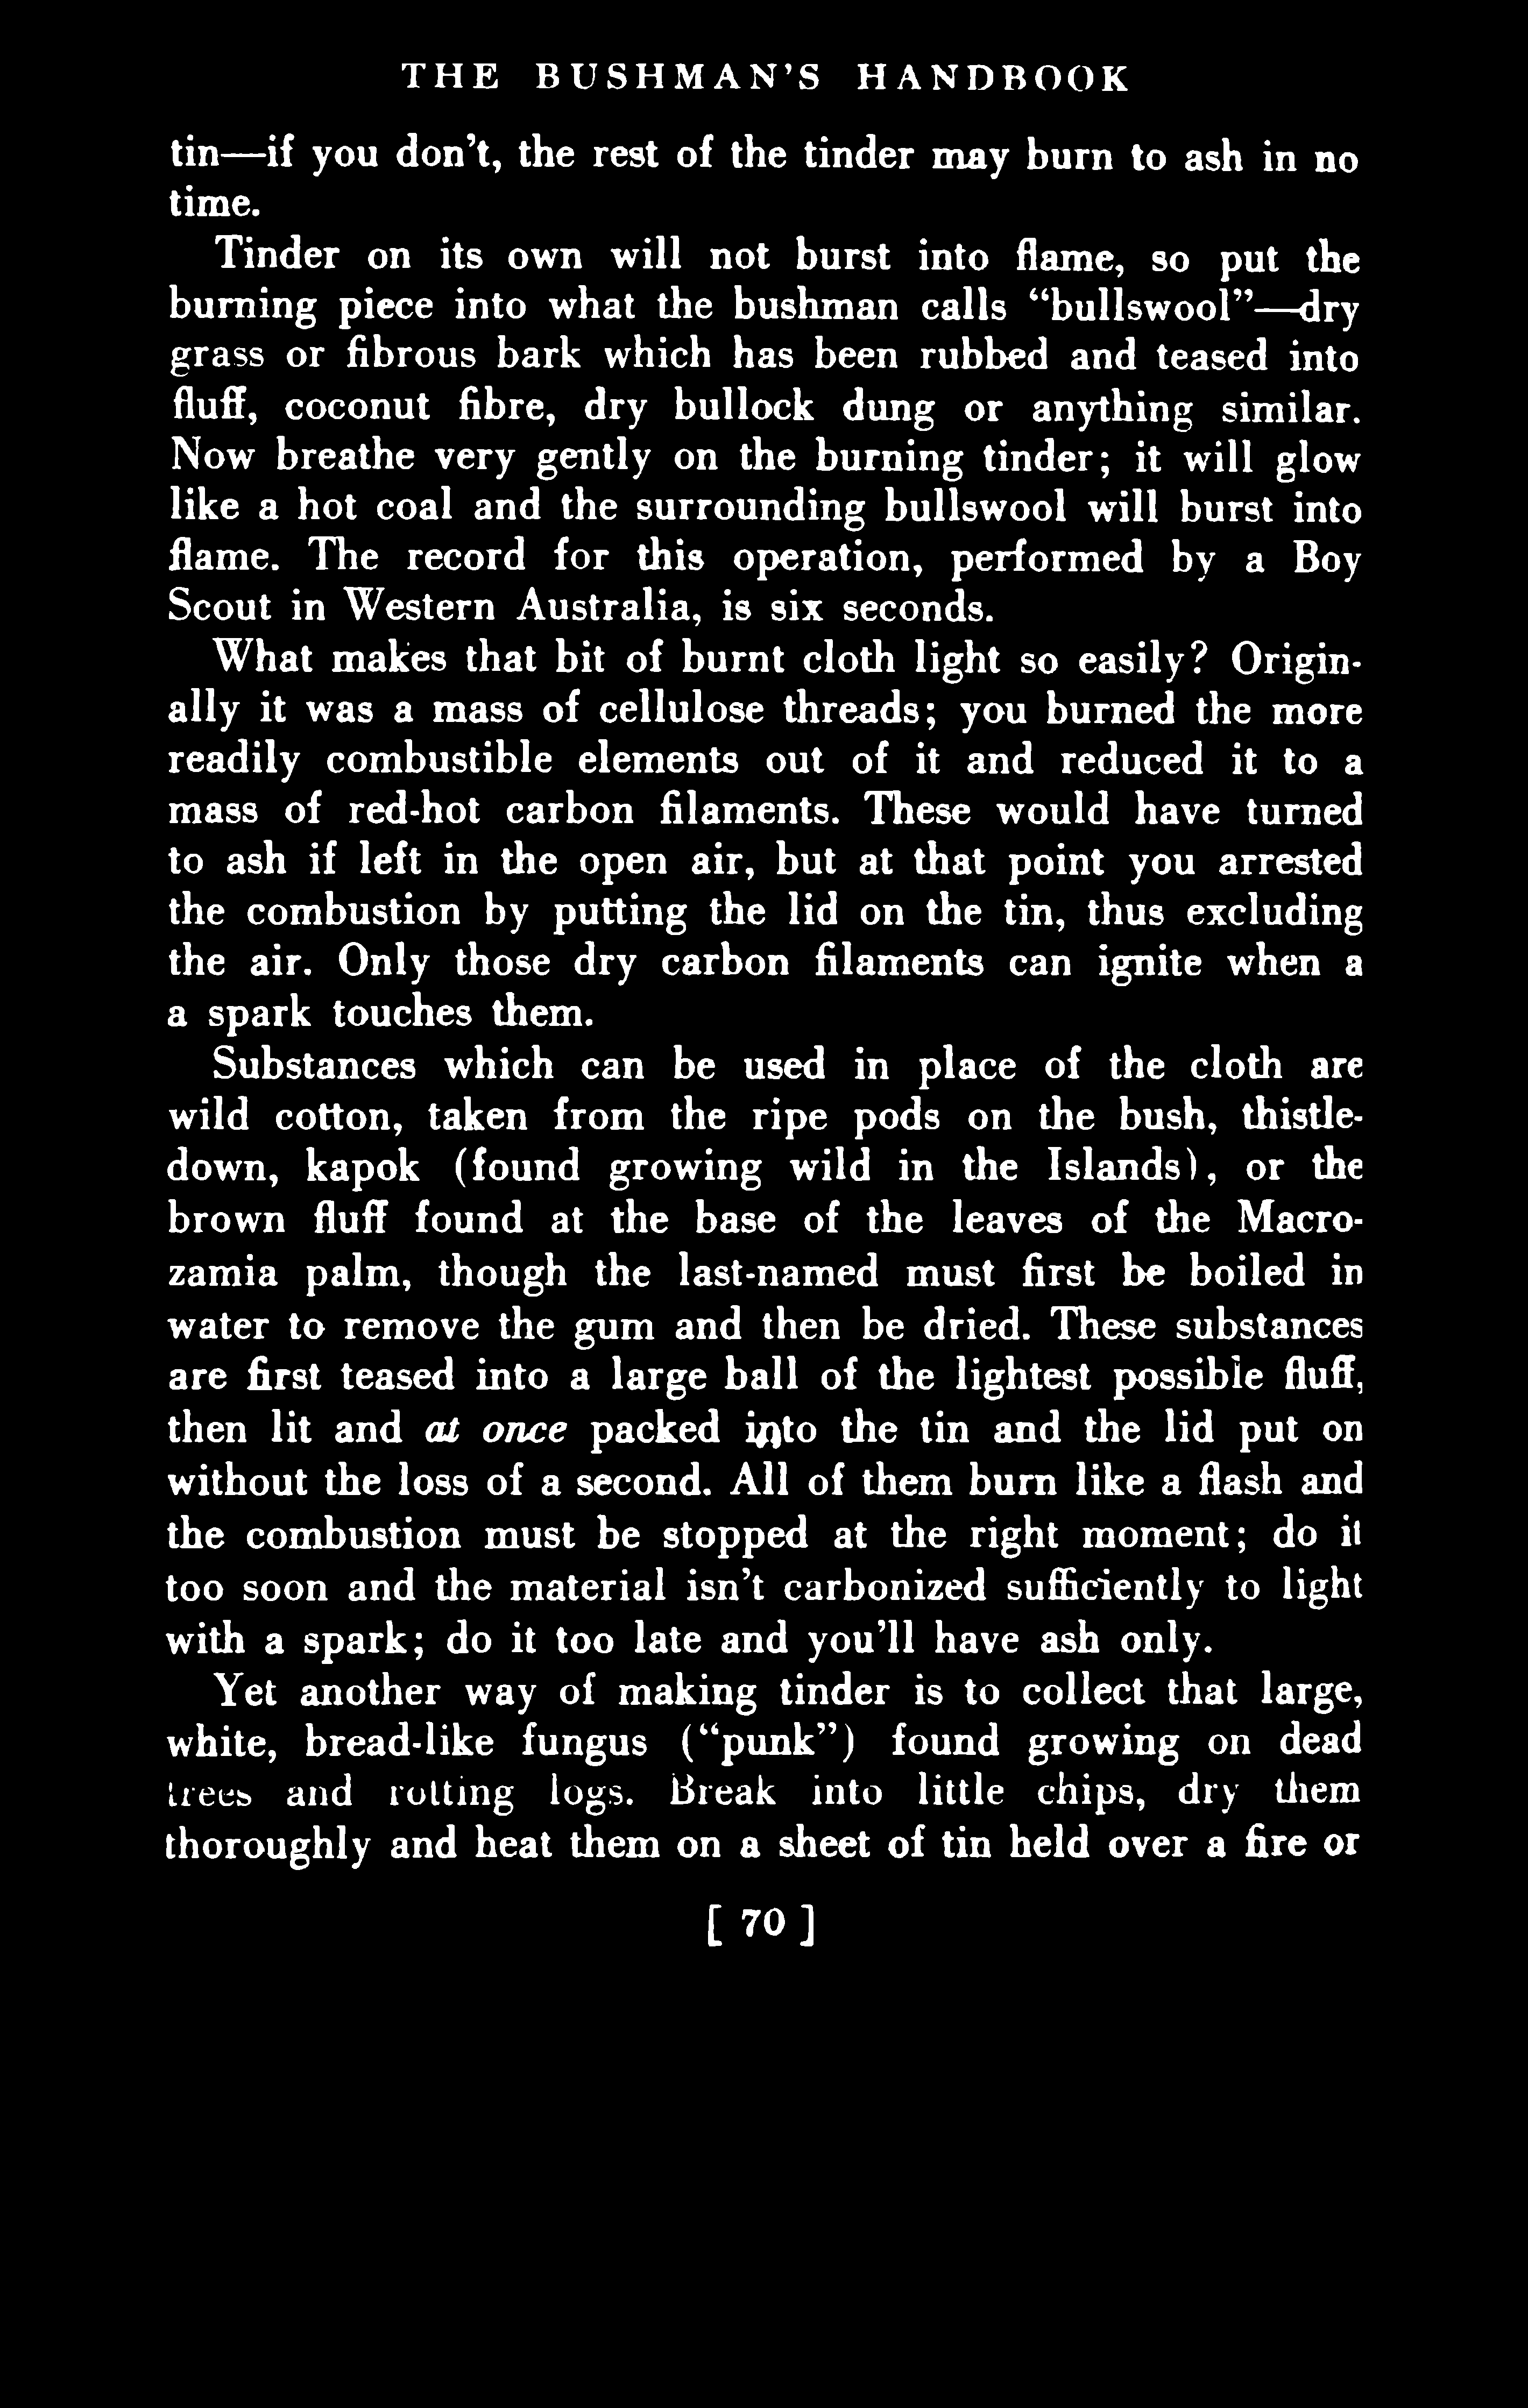 THE BUSHMAN'S HANDBOOK
tin—if you don't, the rest of the tinder may burn to ash in no
time.
Tinder on its own will not burst into flame, so put the
burning piece into what the bushman calls “bullswool”—dry
grass or fibrous bark which has been rubbed and teased into
fluff, coconut fibre, dry bullock dung or anything similar.
Now breathe very gently on the burning tinder; it will glow
like a hot coal and the surrounding bullswool will burst into
flame. The record for this operation, performed by a Boy
Scout in Western Australia, is six seconds.
What makes that bit of burnt cloth light so easily? Origin-
ally it was a mass of cellulose threads; you burned the more
readily combustible elements out of it and reduced it to a
mass of red-hot carbon filaments. These would have turned
to ash if left in the open air, but at that point you arrested
the combustion by putting the lid on the tin, thus excluding
the air. Only those dry carbon filaments can ignite when a
a spark touches them.
Substances which can be used in place of the cloth are
wild cotton, taken from the ripe pods on the bush, thistle-
down, kapok (found growing wild in the Islands), or the
brown fluff found at the base of the leaves of the Macro-
zamia palm, though the last-named must first be boiled in
water to remove the gum and then be dried. These substances
are first teased into a large ball of the lightest possible fluff,
then lit and at once packed into the tin and the lid put on
without the loss of a second. All of them burn like a flash and
the combustion must be stopped at the right moment; do it
too soon and the material isn't carbonized sufficiently to light
with a spark; do it too late and you'll have ash only.
Yet another way of making tinder is to collect that large,
white, bread-like fungus (“punk”) found growing on dead
trees and rotting logs. Break into little chips, dry them
thoroughly and heat them on a sheet of tin held over a fire or
[ 70 ]